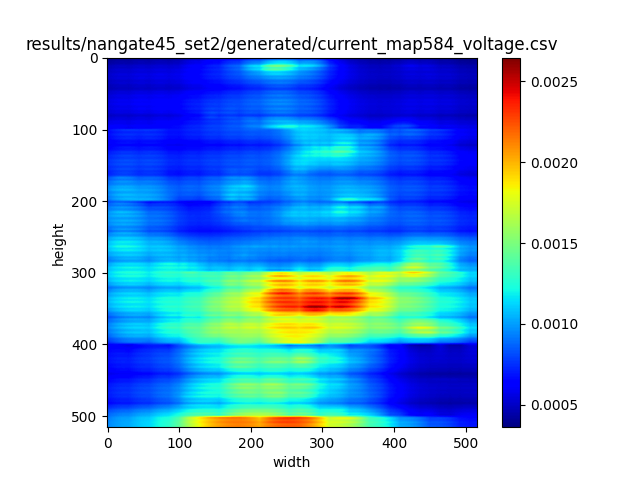 results/nangate45_set2/generated/current_map584_voltage.csv
0
100
200
300
400
500
height
0 100 200 300 400 500
width
0.0025
0.0020
0.0015
0.0010
0.0005